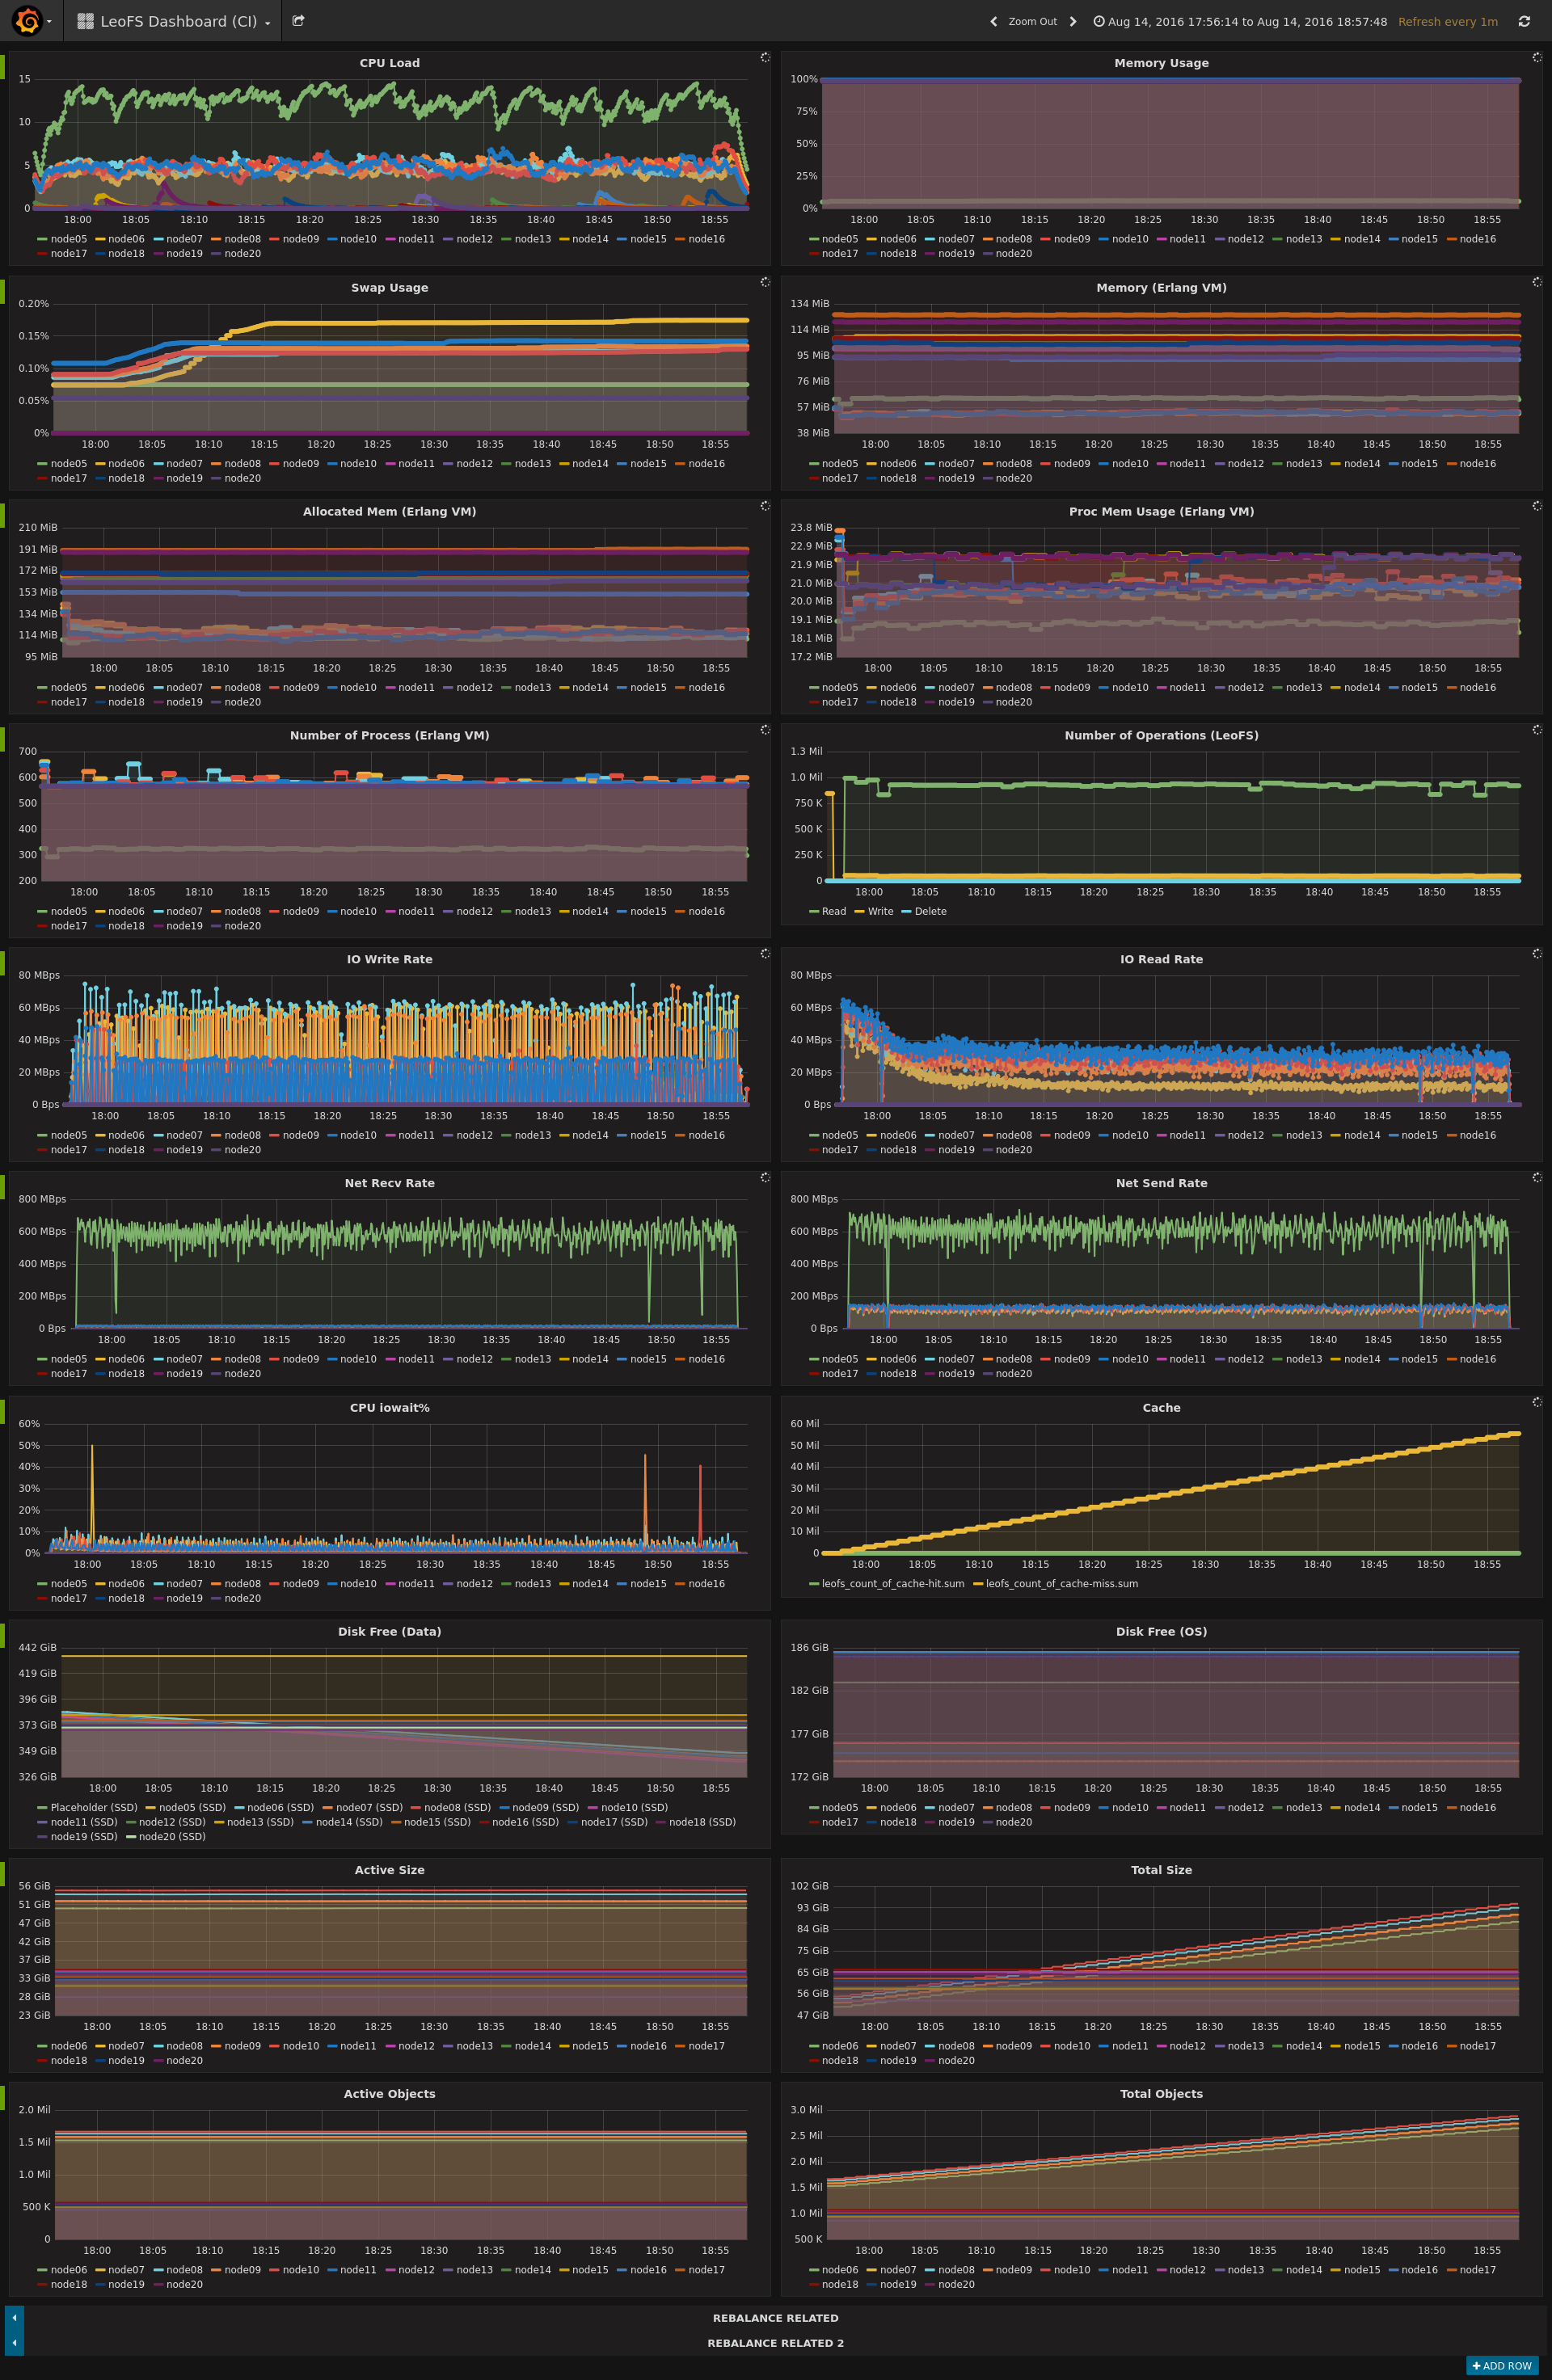 LeoFS Dashboard (CI)
Zoom Out
Aug 14, 2016 17:56:14 to Aug 14, 2016 18:57:48
Refresh every 1m
CPU Load
15
10
5
0
18:00 18:05 18:10 18:15 18:20 18:25 18:30 18:35 18:40 18:45 18:50 18:55
node05 node06 node07 node08 node09 node10 node11 node12 node13 node14 node15 node16
node17 node18 node19 node20
Memory Usage
100%
75%
50%
25%
0%
18:00 18:05 18:10 18:15 18:20 18:25 18:30 18:35 18:40 18:45 18:50 18:55
node05 node06 node07 node08 node09 node10 node11 node12 node13 node14 node15 node16
node17 node18 node19 node20
Swap Usage
0.20%
0.15%
0.10%
0.05%
0%
18:00 18:05 18:10 18:15 18:20 18:25 18:30 18:35 18:40 18:45 18:50 18:55
node05 node06 node07 node08 node09 node10 node11 node12 node13 node14 node15 node16
node17 node18 node19 node20
Memory (Erlang VM)
134 MiB
114 MiB
95 MiB
76 MiB
57 MiB
38 MiB
18:00 18:05 18:10 18:15 18:20 18:25 18:30 18:35 18:40 18:45 18:50 18:55
node05 node06 node07 node08 node09 node10 node11 node12 node13 node14 node15 node16
node17 node18 node19 node20
Allocated Mem (Erlang VM)
210 MiB
191 MiB
172 MiB
153 MiB
134 MiB
114 MiB
95 MiB
18:00 18:05 18:10 18:15 18:20 18:25 18:30 18:35 18:40 18:45 18:50 18:55
node05 node06 node07 node08 node09 node10 node11 node12 node13 node14 node15 node16
node17 node18 node19 node20
Proc Mem Usage (Erlang VM)
23.8 MiB
22.9 MiB
21.9 MiB
21.0 MiB
20.0 MiB
19.1 MiB
18.1 MiB
17.2 MiB
18:00 18:05 18:10 18:15 18:20 18:25 18:30 18:35 18:40 18:45 18:50 18:55
node05 node06 node07 node08 node09 node10 node11 node12 node13 node14 node15 node16
node17 node18 node19 node20
Number of Process (Erlang VM)
700
600
500
400
300
200
18:00 18:05 18:10 18:15 18:20 18:25 18:30 18:35 18:40 18:45 18:50 18:55
node05 node06 node07 node08 node09 node10 node11 node12 node13 node14 node15 node16
node17 node18 node19 node20
Number of Operations (LeoFS)
1.3 Mil
1.0 Mil
750 K
500 K
250 K
0
18:00 18:05 18:10 18:15 18:20 18:25 18:30 18:35 18:40 18:45 18:50 18:55
Read Write Delete
IO Write Rate
80 MBps
60 MBps
40 MBps
20 MBps
0 Bps
18:00 18:05 18:10 18:15 18:20 18:25 18:30 18:35 18:40 18:45 18:50 18:55
node05 node06 node07 node08 node09 node10 node11 node12 node13 node14 node15 node16
node17 node18 node19 node20
IO Read Rate
80 MBps
60 MBps
40 MBps
20 MBps
0 Bps
18:00 18:05 18:10 18:15 18:20 18:25 18:30 18:35 18:40 18:45 18:50 18:55
node05 node06 node07 node08 node09 node10 node11 node12 node13 node14 node15 node16
node17 node18 node19 node20
Net Recv Rate
800 MBps
600 MBps
400 MBps
200 MBps
0 Bps
18:00 18:05 18:10 18:15 18:20 18:25 18:30 18:35 18:40 18:45 18:50 18:55
node05 node06 node07 node08 node09 node10 node11 node12 node13 node14 node15 node16
node17 node18 node19 node20
Net Send Rate
800 MBps
600 MBps
400 MBps
200 MBps
0 Bps
18:00 18:05 18:10 18:15 18:20 18:25 18:30 18:35 18:40 18:45 18:50 18:55
node05 node06 node07 node08 node09 node10 node11 node12 node13 node14 node15 node16
node17 node18 node19 node20
CPU iowait%
60%
50%
40%
30%
20%
10%
0%
18:00 18:05 18:10 18:15 18:20 18:25 18:30 18:35 18:40 18:45 18:50 18:55
node05 node06 node07 node08 node09 node10 node11 node12 node13 node14 node15 node16
node17 node18 node19 node20
Cache
60 Mil
50 Mil
40 Mil
30 Mil
20 Mil
10 Mil
0
18:00 18:05 18:10 18:15 18:20 18:25 18:30 18:35 18:40 18:45 18:50 18:55
leofs_count_of_cache-hit.sum leofs_count_of_cache-miss.sum
Disk Free (Data)
442 GiB
419 GiB
396 GiB
373 GiB
349 GiB
326 GiB
18:00 18:05 18:10 18:15 18:20 18:25 18:30 18:35 18:40 18:45 18:50 18:55
Placeholder (SSD) node05 (SSD) node06 (SSD) node07 (SSD) node08 (SSD) node09 (SSD) node10 (SSD)
node11 (SSD) node12 (SSD) node13 (SSD) node14 (SSD) node15 (SSD) node16 (SSD) node17 (SSD) node18 (SSD)
node19 (SSD) node20 (SSD)
Disk Free (OS)
186 GiB
182 GiB
177 GiB
172 GiB
18:00 18:05 18:10 18:15 18:20 18:25 18:30 18:35 18:40 18:45 18:50 18:55
node05 node06 node07 node08 node09 node10 node11 node12 node13 node14 node15 node16
node17 node18 node19 node20
Active Size
56 GiB
51 GiB
47 GiB
42 GiB
37 GiB
33 GiB
28 GiB
23 GiB
18:00 18:05 18:10 18:15 18:20 18:25 18:30 18:35 18:40 18:45 18:50 18:55
node06 node07 node08 node09 node10 node11 node12 node13 node14 node15 node16 node17
node18 node19 node20
Total Size
102 GiB
93 GiB
84 GiB
75 GiB
65 GiB
56 GiB
47 GiB
18:00 18:05 18:10 18:15 18:20 18:25 18:30 18:35 18:40 18:45 18:50 18:55
node06 node07 node08 node09 node10 node11 node12 node13 node14 node15 node16 node17
node18 node19 node20
Active Objects
2.0 Mil
1.5 Mil
1.0 Mil
500 K
0
18:00 18:05 18:10 18:15 18:20 18:25 18:30 18:35 18:40 18:45 18:50 18:55
node06 node07 node08 node09 node10 node11 node12 node13 node14 node15 node16 node17
node18 node19 node20
Total Objects
3.0 Mil
2.5 Mil
2.0 Mil
1.5 Mil
1.0 Mil
500 K
18:00 18:05 18:10 18:15 18:20 18:25 18:30 18:35 18:40 18:45 18:50 18:55
node06 node07 node08 node09 node10 node11 node12 node13 node14 node15 node16 node17
node18 node19 node20
REBALANCE RELATED
REBALANCE RELATED 2
ADD ROW